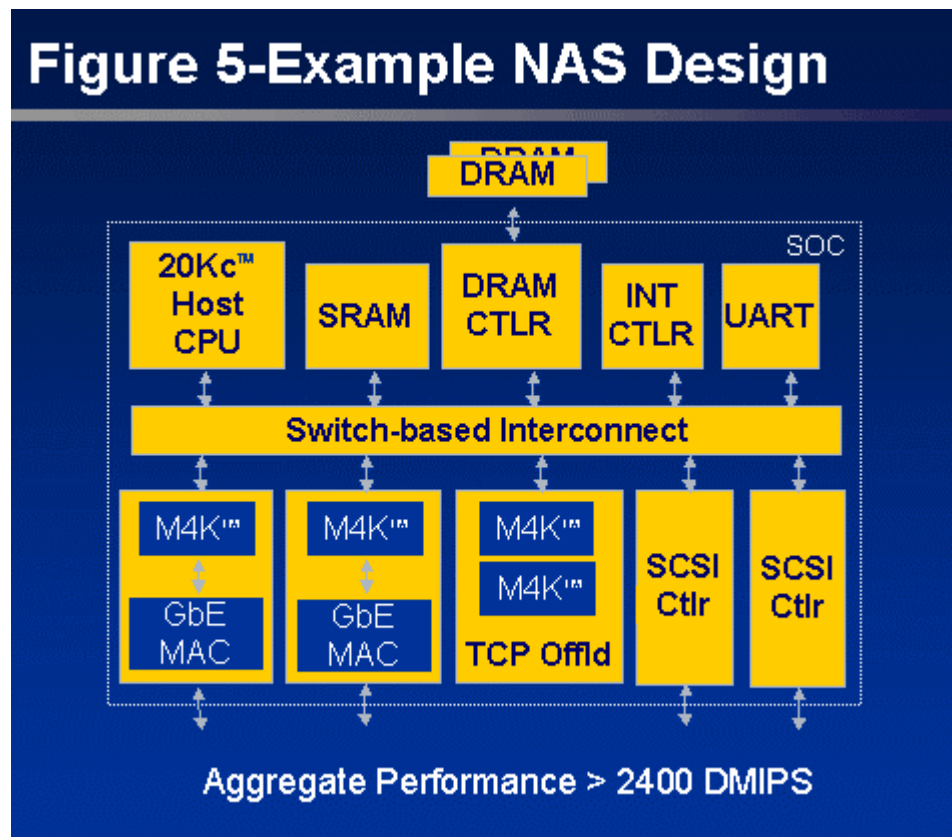 Figure 5-Example NAS Design
DRAM
DRAM
SOC
20Kc™
Host
CPU
SRAM
DRAM
CTLR
INT
CTLR
UART
Switch-based Interconnect
M4K™
GbE
MAC
M4K™
GbE
MAC
M4K™
M4K™
TCP Offld
SCSI
Ctlr
SCSI
Ctlr
Aggregate Performance > 2400 DMIPS